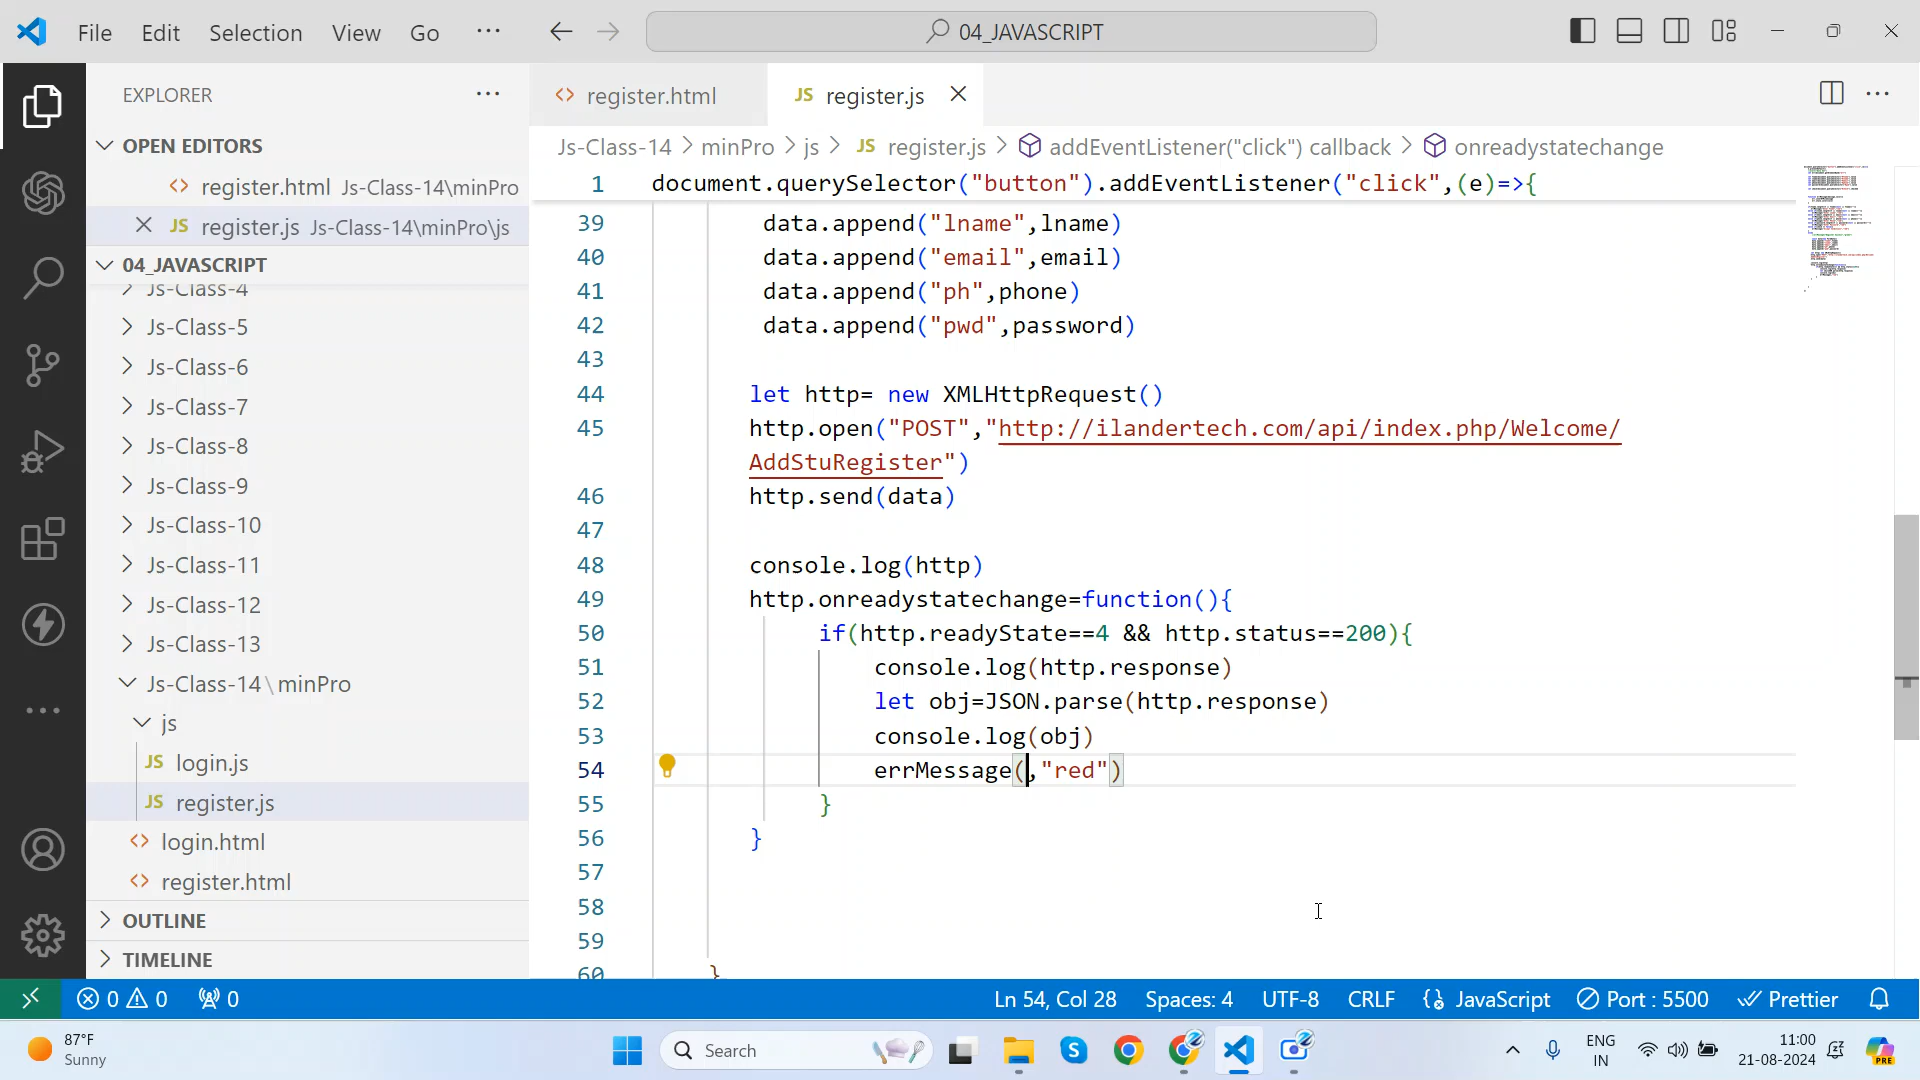 File Edit Selection View Go ···
04_JAVASCRIPT
EXPLORER
OPEN EDITORS
register.html Js-Class-14\minPro
JS register.js Js-Class-14\minPro\js
04_JAVASCRIPT
Js-Class-4
Js-Class-5
Js-Class-6
Js-Class-7
Js-Class-8
Js-Class-9
Js-Class-10
Js-Class-11
Js-Class-12
Js-Class-13
Js-Class-14\minPro
js
JS login.js
JS register.js
<> login.html
<> register.html
OUTLINE
TIMELINE
<> register.html
JS register.js
Js-Class-14 > minPro > js > JS register.js > addEventListener("click") callback > onreadystatechange
1 document.querySelector("button").addEventListener("click",(e)=>{
39 data.append("lname",lname)
40 data.append("email",email)
41 data.append("ph",phone)
42 data.append("pwd",password)
43
44 let http= new XMLHttpRequest()
45 http.open("POST","http://ilandertech.com/api/index.php/Welcome/
AddStuRegister")
46 http.send(data)
47
48 console.log(http)
49 http.onreadystatechange=function(){
50 if(http.readyState==4 && http.status==200){
51 console.log(http.response)
52 let obj=JSON.parse(http.response)
53 console.log(obj)
54 errMessage(,"red")
55 }
56 }
57
58
59
60 }
0 0 0
Ln 54, Col 28 Spaces: 4 UTF-8 CRLF {} JavaScript Port : 5500 Prettier
87°F
Sunny
Search
ENG
IN
11:00
21-08-2024
PRE